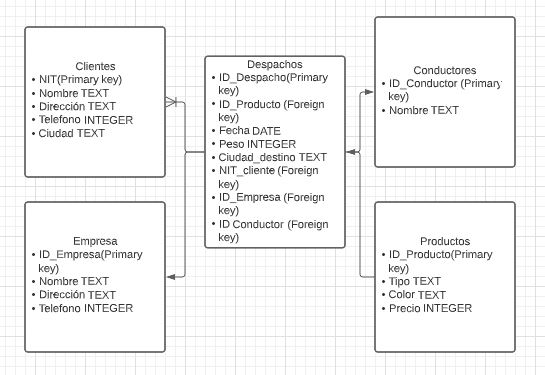 Clientes
• NIT(Primary key)
• Nombre TEXT
• Dirección TEXT
• Telefono INTEGER
• Ciudad TEXT
Despachos
• ID_Despacho(Primary
key)
• ID_Producto (Foreign
key)
• Fecha DATE
• Peso INTEGER
• Ciudad_destino TEXT
• NIT_cliente (Foreign
key)
• ID_Empresa (Foreign
key)
• ID Conductor (Foreign
key)
Conductores
• ID_Conductor (Primary
key)
• Nombre TEXT
Empresa
• ID_Empresa(Primary
key)
• Nombre TEXT
• Dirección TEXT
• Telefono INTEGER
Productos
• ID_Producto(Primary
key)
• Tipo TEXT
• Color TEXT
• Precio INTEGER